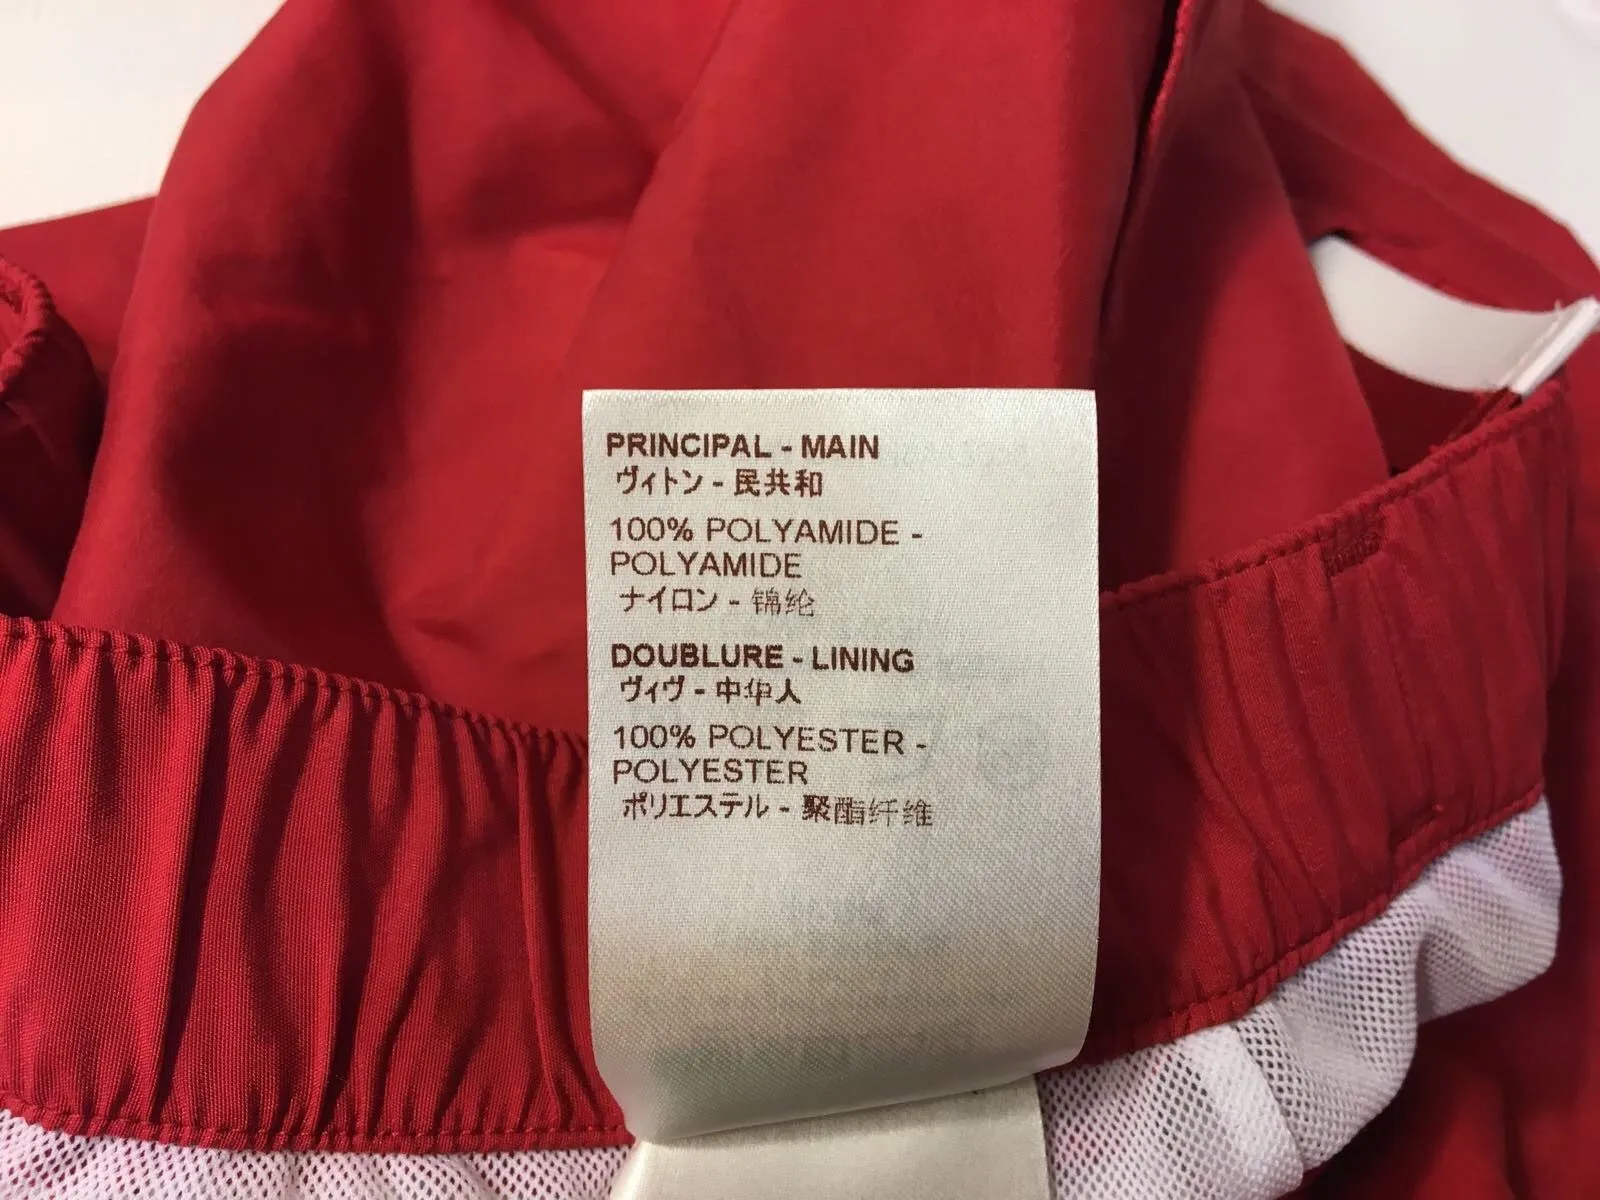 PRINCIPAL - MAIN
ヴィトン - 民共和
100% POLYAMIDE -
POLYAMIDE
ナイロン - 锦纶
DOUBLURE - LINING
ヴィヴ - 中华人
100% POLYESTER -
POLYESTER
ポリエステル - 聚酯纤维